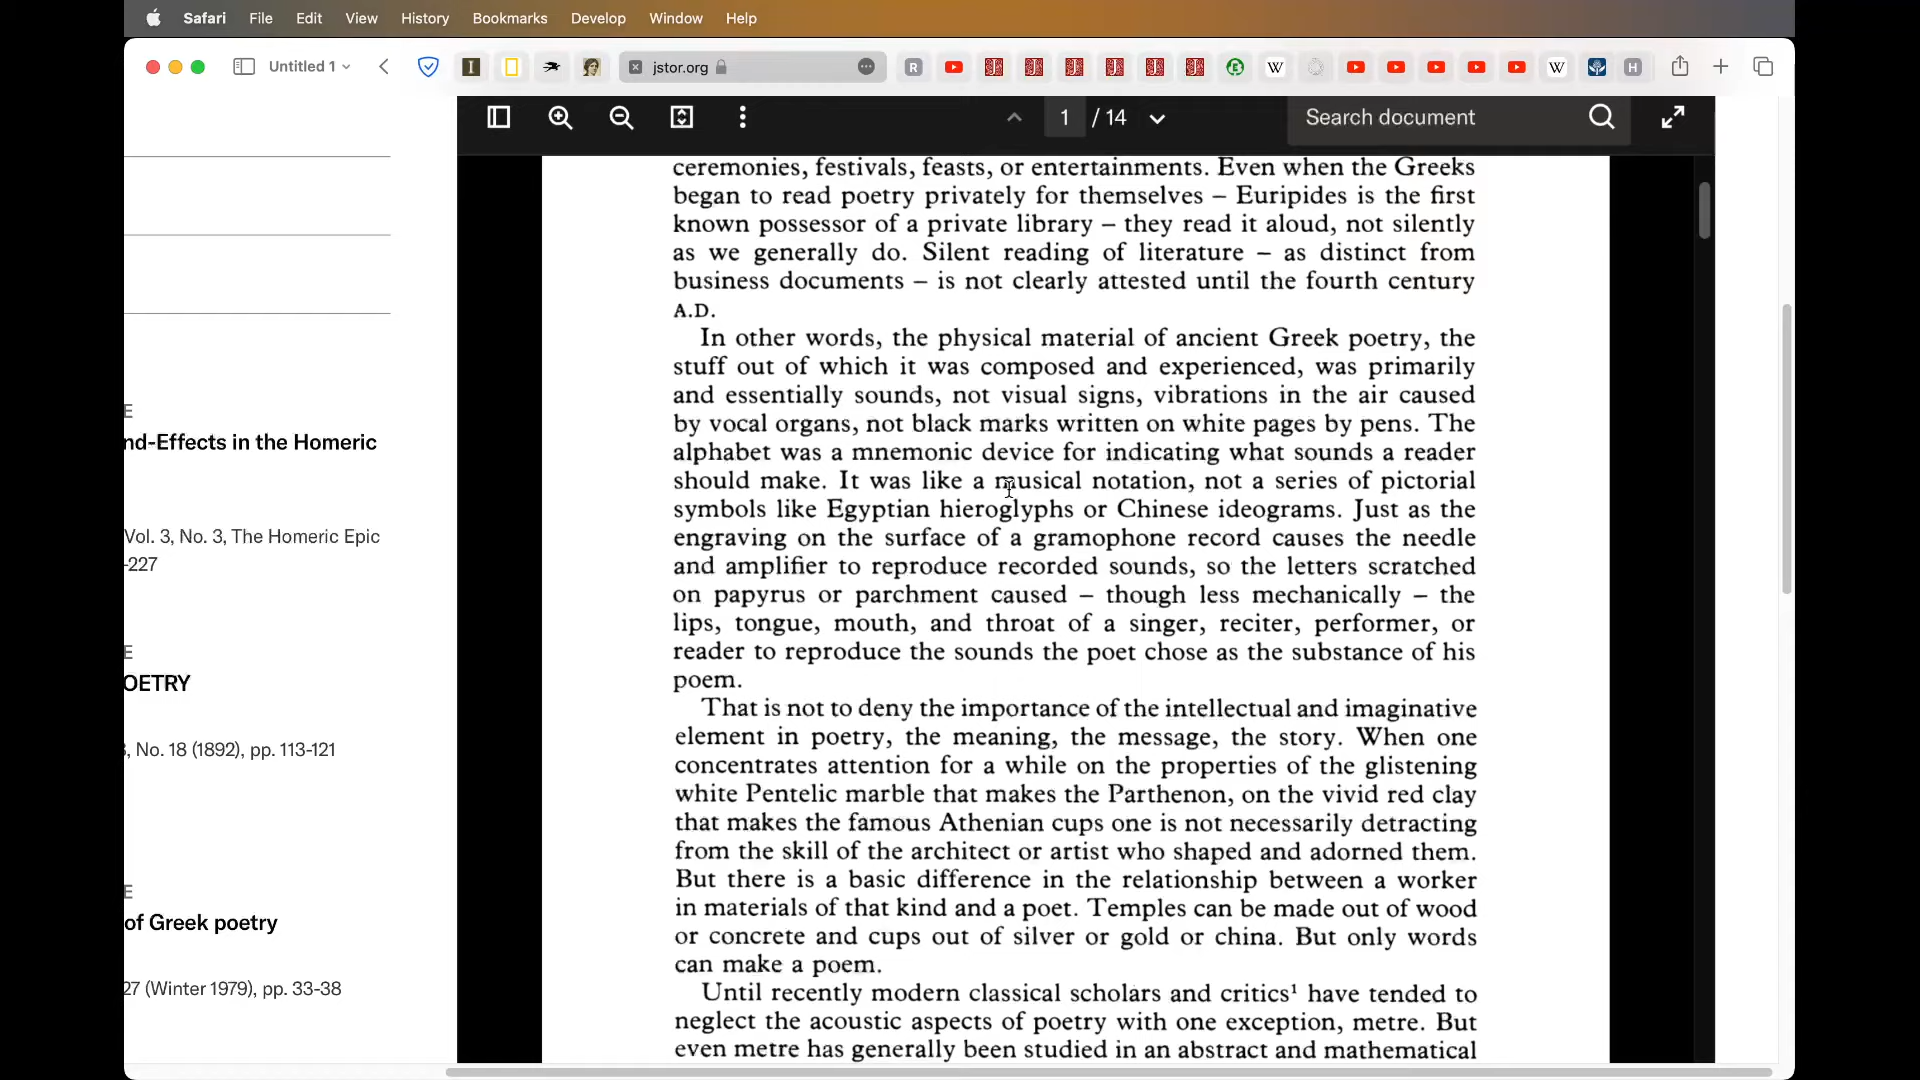 Safari File Edit View History Bookmarks Develop Window Help
Untitled 1 jstor.org
1 / 14 Search document
E
nd-Effects in the Homeric
Vol. 3, No. 3, The Homeric Epic
-227
E
OETRY
, No. 18 (1892), pp. 113-121
E
of Greek poetry
27 (Winter 1979), pp. 33-38
ceremonies, festivals, feasts, or entertainments. Even when the Greeks
began to read poetry privately for themselves – Euripides is the first
known possessor of a private library – they read it aloud, not silently
as we generally do. Silent reading of literature – as distinct from
business documents – is not clearly attested until the fourth century
A.D.
In other words, the physical material of ancient Greek poetry, the
stuff out of which it was composed and experienced, was primarily
and essentially sounds, not visual signs, vibrations in the air caused
by vocal organs, not black marks written on white pages by pens. The
alphabet was a mnemonic device for indicating what sounds a reader
should make. It was like a musical notation, not a series of pictorial
symbols like Egyptian hieroglyphs or Chinese ideograms. Just as the
engraving on the surface of a gramophone record causes the needle
and amplifier to reproduce recorded sounds, so the letters scratched
on papyrus or parchment caused – though less mechanically – the
lips, tongue, mouth, and throat of a singer, reciter, performer, or
reader to reproduce the sounds the poet chose as the substance of his
poem.
That is not to deny the importance of the intellectual and imaginative
element in poetry, the meaning, the message, the story. When one
concentrates attention for a while on the properties of the glistening
white Pentelic marble that makes the Parthenon, on the vivid red clay
that makes the famous Athenian cups one is not necessarily detracting
from the skill of the architect or artist who shaped and adorned them.
But there is a basic difference in the relationship between a worker
in materials of that kind and a poet. Temples can be made out of wood
or concrete and cups out of silver or gold or china. But only words
can make a poem.
Until recently modern classical scholars and critics¹ have tended to
neglect the acoustic aspects of poetry with one exception, metre. But
even metre has generally been studied in an abstract and mathematical